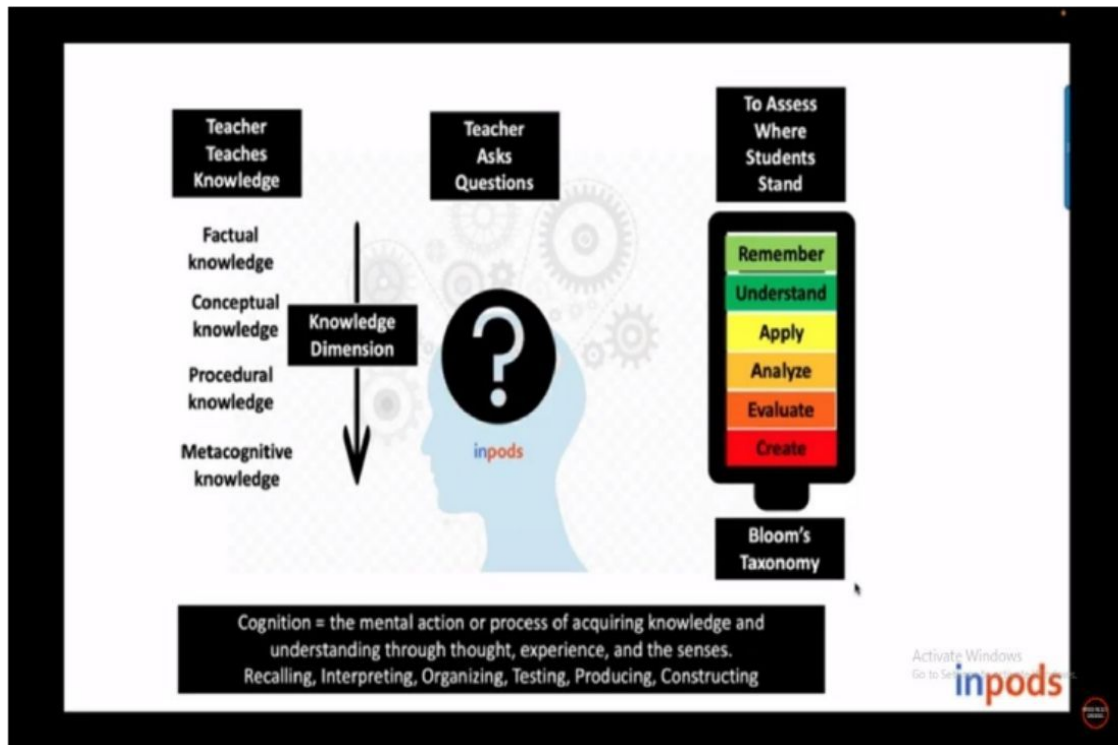 Teacher
Teaches
Knowledge
Teacher
Asks
Questions
To Assess
Where
Students
Stand
Factual
knowledge
Conceptual
knowledge
Procedural
knowledge
Metacognitive
knowledge
Knowledge
Dimension
?
inpods
Remember
Understand
Apply
Analyze
Evaluate
Create
Bloom's
Taxonomy
Cognition = the mental action or process of acquiring knowledge and
understanding through thought, experience, and the senses.
Recalling, Interpreting, Organizing, Testing, Producing, Constructing
Activate Windows
Go to
inpods